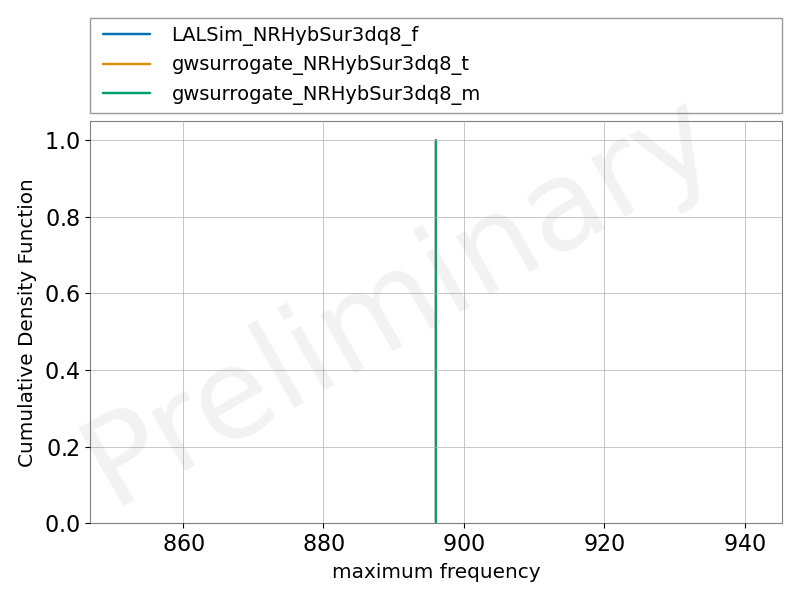 LALSim_NRHybSur3dq8_f
gwsurrogate_NRHybSur3dq8_t
gwsurrogate_NRHybSur3dq8_m
1.0
0.8
0.6
0.4
0.2
0.0
Cumulative Density Function
Preliminary
860 880 900 920 940
maximum frequency